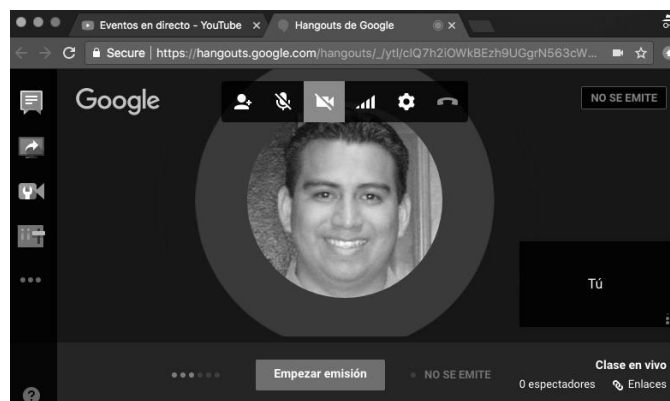 Eventos en directo - YouTube
Hangouts de Google
Secure | https://hangouts.google.com/hangouts/_/ytl/clQ7h2iOWkBEzh9UGgrN563cW...
Google
NO SE EMITE
Tú
Empezar emisión
NO SE EMITE
Clase en vivo
0 espectadores
Enlaces